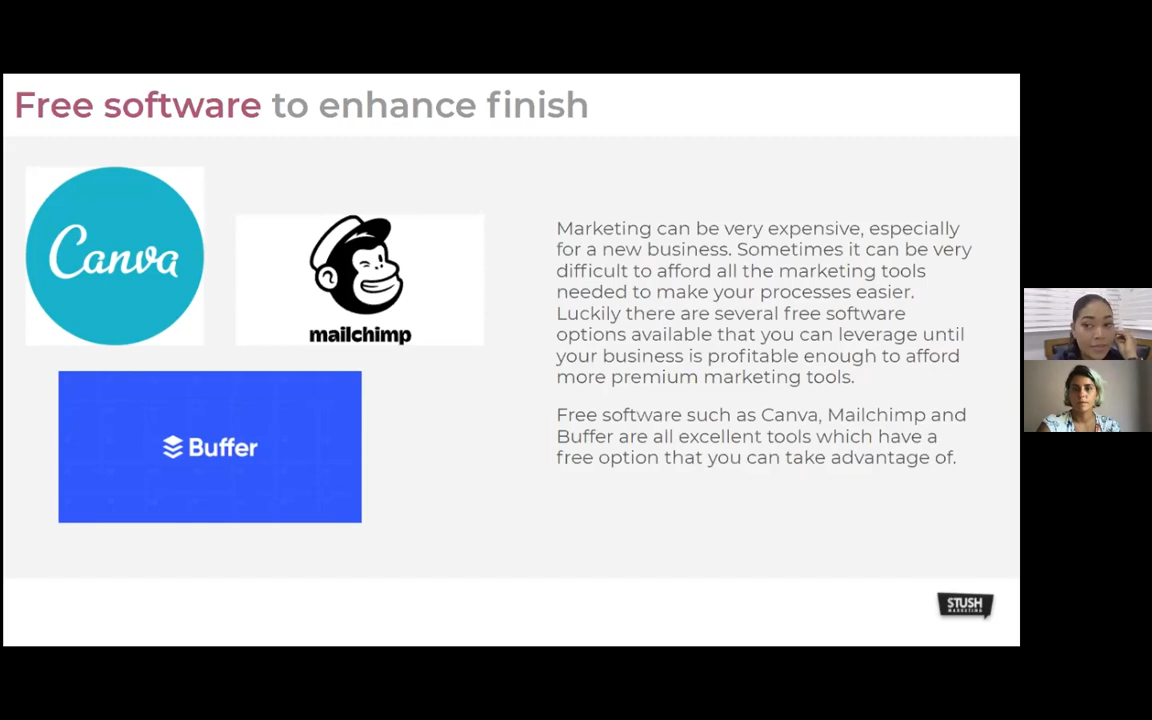 Free software to enhance finish
Canva
mailchimp
Buffer
Marketing can be very expensive, especially
for a new business. Sometimes it can be very
difficult to afford all the marketing tools
needed to make your processes easier.
Luckily there are several free software
options available that you can leverage until
your business is profitable enough to afford
more premium marketing tools.
Free software such as Canva, Mailchimp and
Buffer are all excellent tools which have a
free option that you can take advantage of.
STUSH
MARKETING